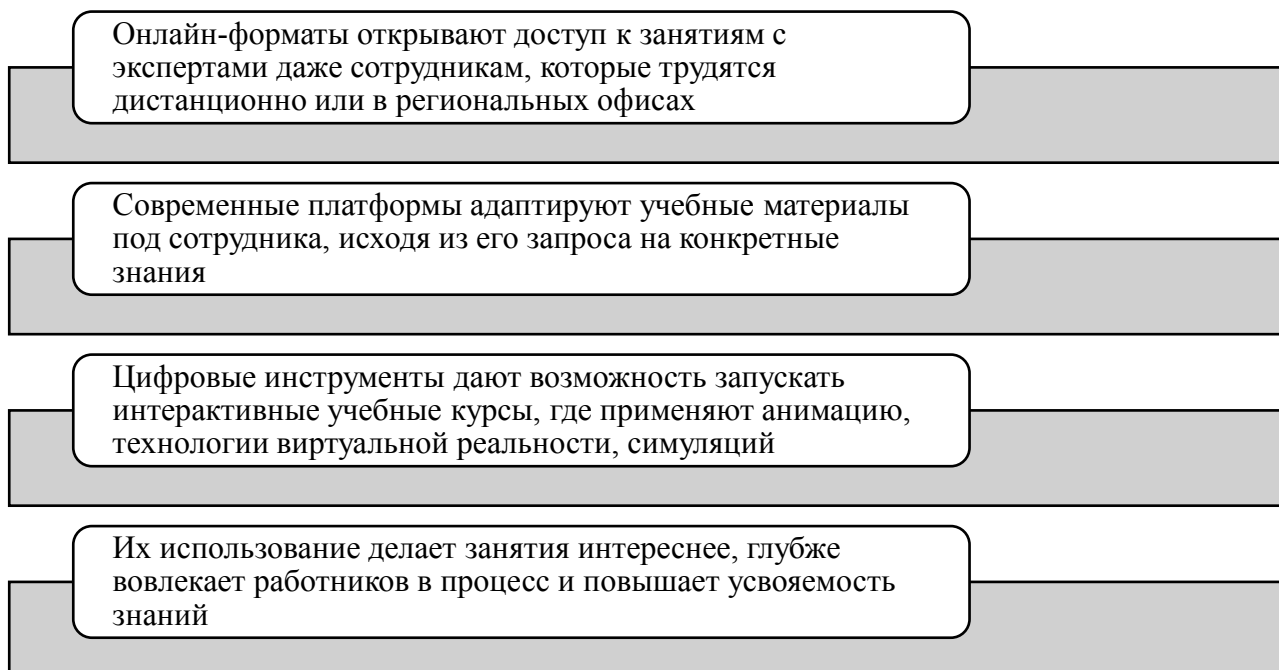 Онлайн-форматы открывают доступ к занятиям с
экспертами даже сотрудникам, которые трудятся
дистанционно или в региональных офисах
Современные платформы адаптируют учебные материалы
под сотрудника, исходя из его запроса на конкретные
знания
Цифровые инструменты дают возможность запускать
интерактивные учебные курсы, где применяют анимацию,
технологии виртуальной реальности, симуляций
Их использование делает занятия интереснее, глубже
вовлекает работников в процесс и повышает усвояемость
знаний